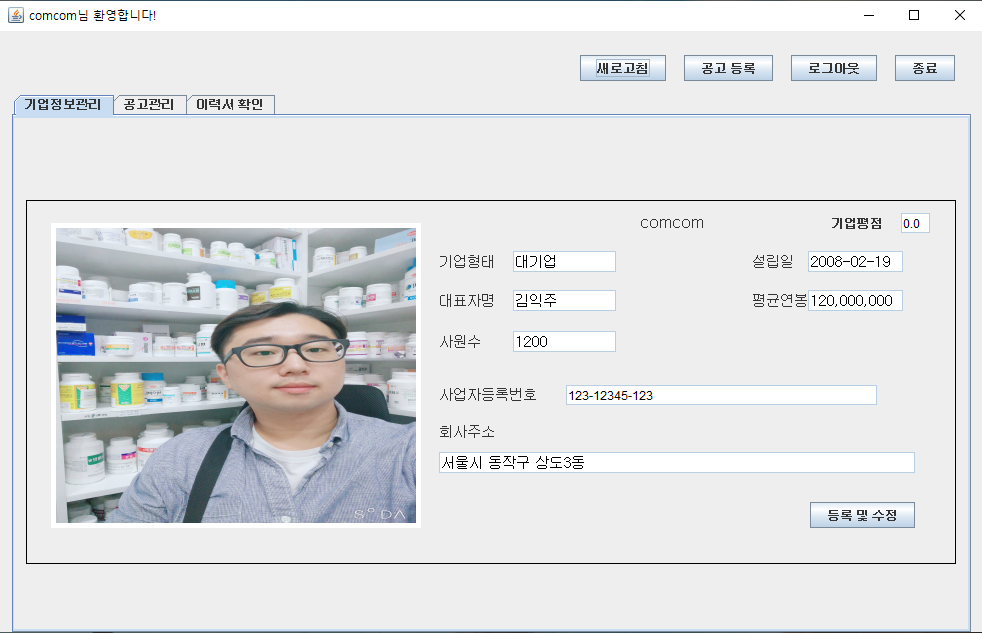 comcom님 환영합니다!
새로고침 공고 등록 로그아웃 종료
기업정보관리 공고관리 이력서 확인
comcom 기업평점 0.0
기업형태 대기업 설립일 2008-02-19
대표자명 김익주 평균연봉 120,000,000
사원수 1200
사업자등록번호 123-12345-123
회사주소
서울시 동작구 상도3동
S°DA
등록 및 수정